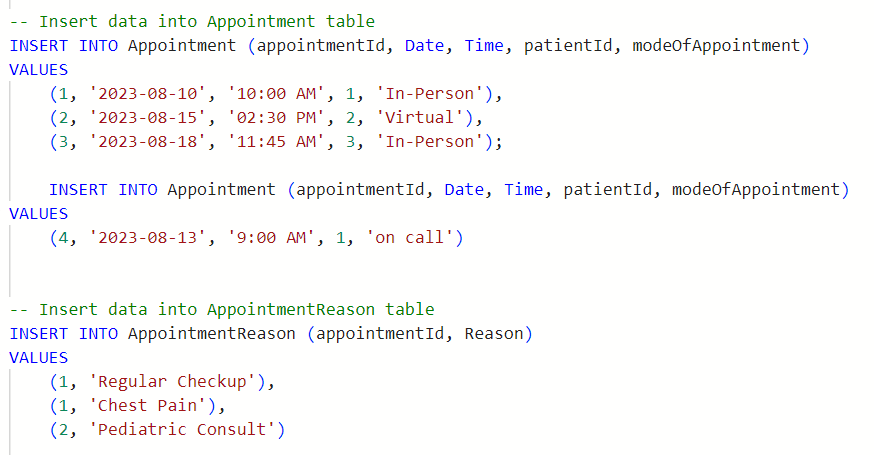 -- Insert data into Appointment table
INSERT INTO Appointment (appointmentId, Date, Time, patientId, modeOfAppointment)
VALUES
(1, '2023-08-10', '10:00 AM', 1, 'In-Person'),
(2, '2023-08-15', '02:30 PM', 2, 'Virtual'),
(3, '2023-08-18', '11:45 AM', 3, 'In-Person');
INSERT INTO Appointment (appointmentId, Date, Time, patientId, modeOfAppointment)
VALUES
(4, '2023-08-13', '9:00 AM', 1, 'on call')
-- Insert data into AppointmentReason table
INSERT INTO AppointmentReason (appointmentId, Reason)
VALUES
(1, 'Regular Checkup'),
(1, 'Chest Pain'),
(2, 'Pediatric Consult')